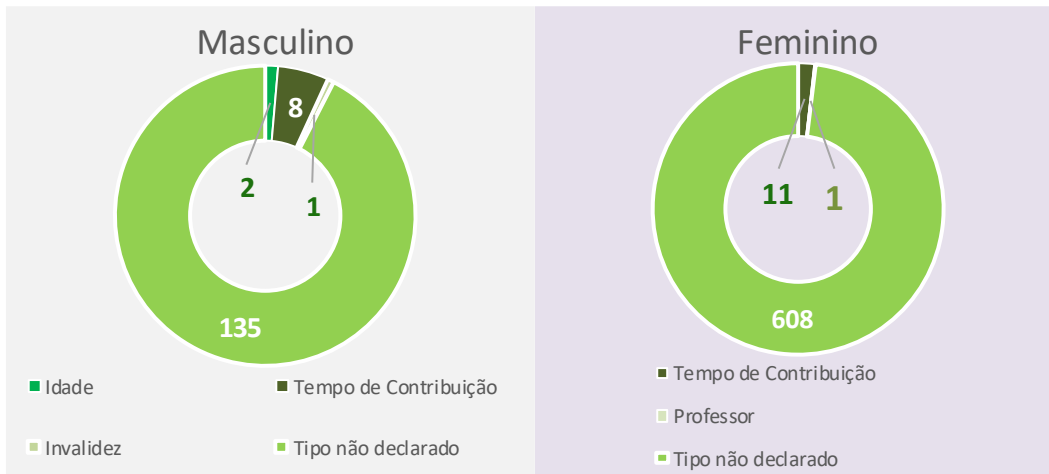 Masculino
8
2
1
135
Idade
Tempo de Contribuição
Invalidez
Tipo não declarado
Feminino
11
1
608
Tempo de Contribuição
Professor
Tipo não declarado